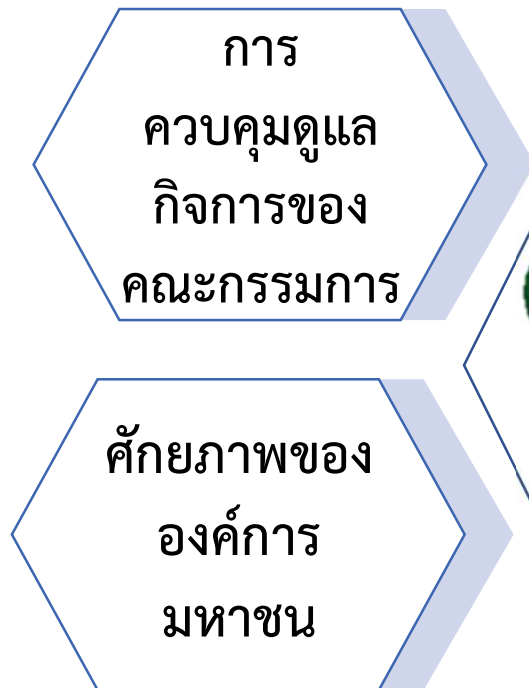 การ
ควบคุมดูแล
กิจการของ
คณะกรรมการ
ศักยภาพของ
องค์การ
มหาชน